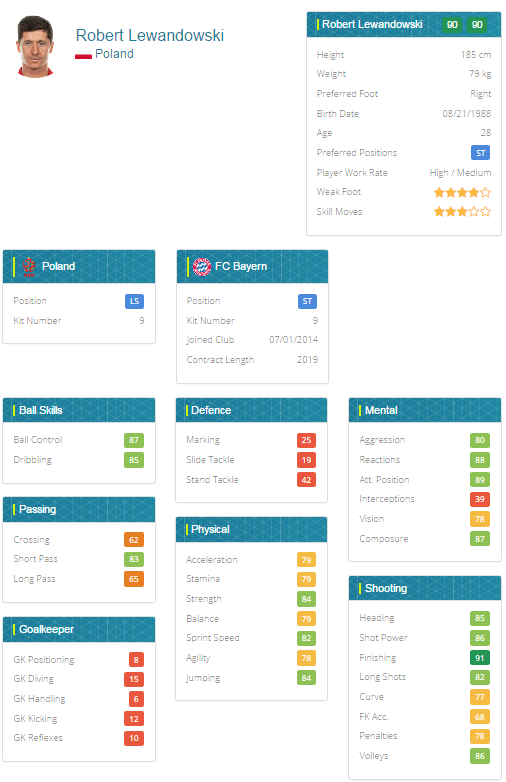 Robert Lewandowski
Poland
Robert Lewandowski 90 90
Height 185 cm
Weight 79 kg
Preferred Foot Right
Birth Date 08/21/1988
Age 28
Preferred Positions ST
Player Work Rate High / Medium
Weak Foot
Skill Moves
Poland
Position LS
Kit Number 9
FC Bayern
Position ST
Kit Number 9
Joined Club 07/01/2014
Contract Length 2019
Ball Skills
Ball Control 87
Dribbling 85
Passing
Crossing 62
Short Pass 83
Long Pass 65
Goalkeeper
GK Positioning 8
GK Diving 15
GK Handling 6
GK Kicking 12
GK Reflexes 10
Defence
Marking 25
Slide Tackle 19
Stand Tackle 42
Physical
Acceleration 79
Stamina 79
Strength 84
Balance 79
Sprint Speed 82
Agility 78
Jumping 84
Mental
Aggression 80
Reactions 88
Att. Position 89
Interceptions 39
Vision 78
Composure 87
Shooting
Heading 85
Shot Power 86
Finishing 91
Long Shots 82
Curve 77
FK Acc. 68
Penalties 78
Volleys 86